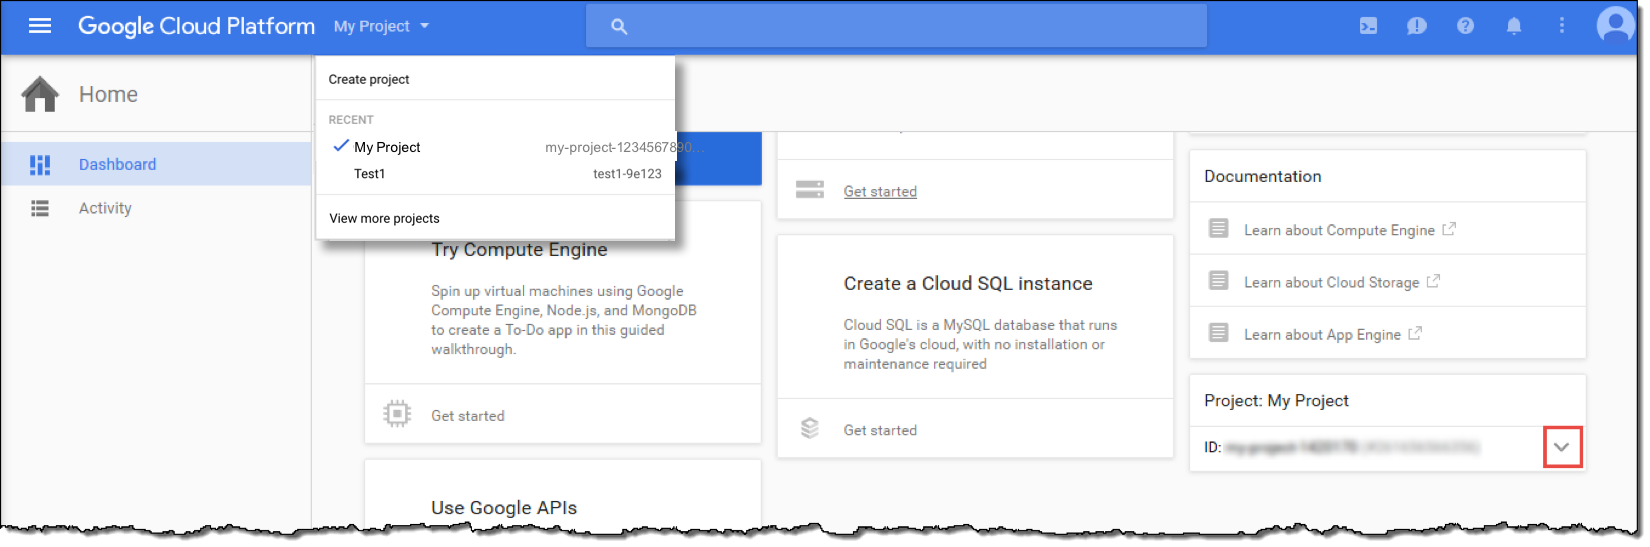 Google Cloud Platform
My Project
Create project
RECENT
My Project my-project-1234567890...
Test1 test1-9e123
View more projects
Home
Dashboard
Activity
Try Compute Engine
Spin up virtual machines using Google
Compute Engine, Node.js, and MongoDB
to create a To-Do app in this guided
walkthrough.
Get started
Use Google APIs
Get started
Create a Cloud SQL instance
Cloud SQL is a MySQL database that runs
in Google's cloud, with no installation or
maintenance required
Get started
Documentation
Learn about Compute Engine
Learn about Cloud Storage
Learn about App Engine
Project: My Project
ID: